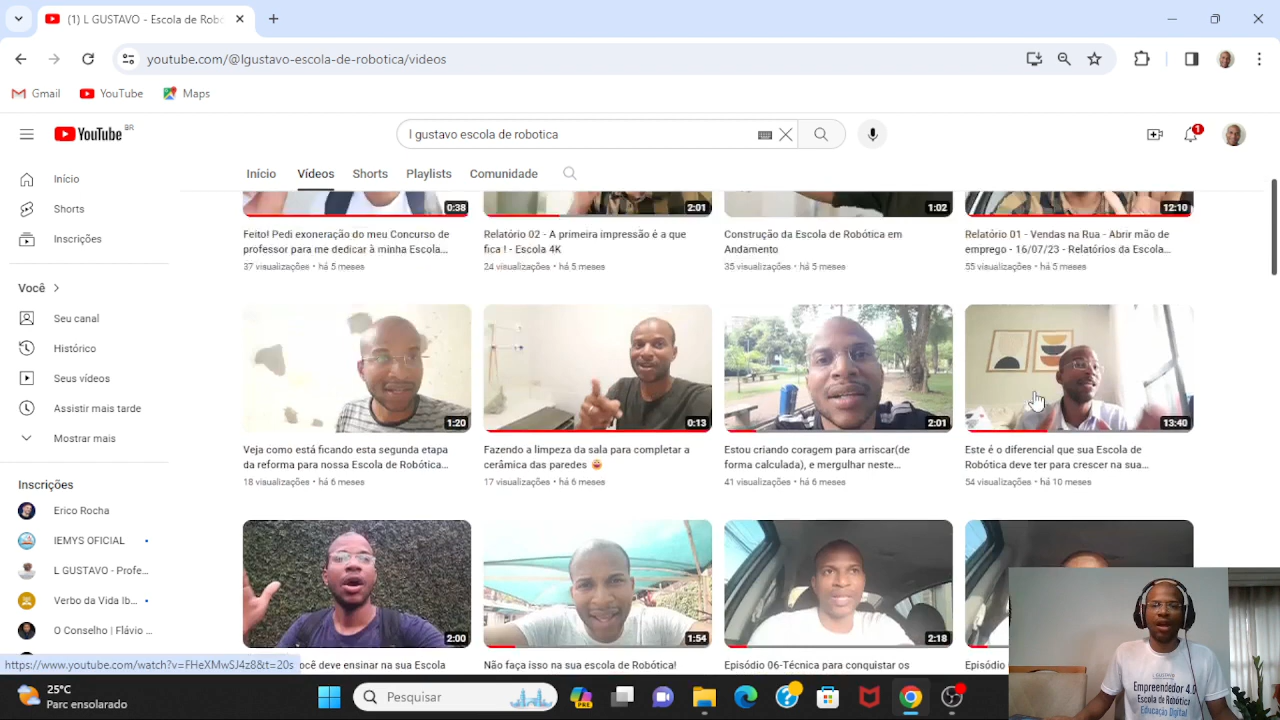 (1) L GUSTAVO - Escola de Robó
youtube.com/@lgustavo-escola-de-robotica/videos
Gmail
YouTube
Maps
YouTube BR
l gustavo escola de robotica
1
Início
Vídeos
Shorts
Playlists
Comunidade
Início
Shorts
Inscrições
Você
Seu canal
Histórico
Seus vídeos
Assistir mais tarde
Mostrar mais
Inscrições
Erico Rocha
IEMYS OFICIAL
L GUSTAVO - Profe...
Verbo da Vida Ib...
O Conselho | Flávio ...
0:38
2:01
1:02
12:10
Feito! Pedi exoneração do meu Concurso de
professor para me dedicar à minha Escola...
37 visualizações • há 5 meses
Relatório 02 - A primeira impressão é a que
fica ! - Escola 4K
24 visualizações • há 5 meses
Construção da Escola de Robótica em
Andamento
35 visualizações • há 5 meses
Relatório 01 - Vendas na Rua - Abrir mão de
emprego - 16/07/23 - Relatórios da Escola...
55 visualizações • há 5 meses
1:20
0:13
2:01
13:40
Veja como está ficando esta segunda etapa
da reforma para nossa Escola de Robótica...
18 visualizações • há 6 meses
Fazendo a limpeza da sala para completar a
cerâmica das paredes
17 visualizações • há 6 meses
Estou criando coragem para arriscar(de
forma calculada), e mergulhar neste...
41 visualizações • há 6 meses
Este é o diferencial que sua Escola de
Robótica deve ter para crescer na sua...
54 visualizações • há 10 meses
2:00
1:54
2:18
ocê deve ensinar na sua Escola
Não faça isso na sua escola de Robótica!
Episódio 06-Técnica para conquistar os
Episódio
https://www.youtube.com/watch?v=FHeXMwSJ4z8&t=20s
L GUSTAVO
Empreendedor 4.0
Escola de Robótica
Educação Digital
25°C
Parc ensolarado
Pesquisar
PRE